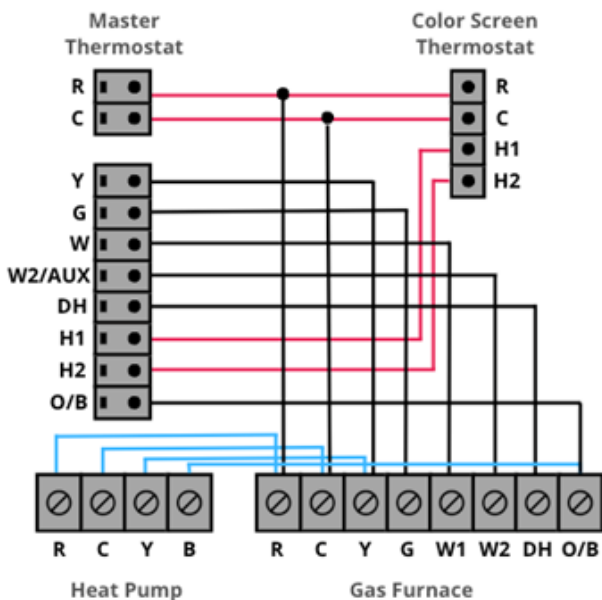 Master
Thermostat
Color Screen
Thermostat
R
C
R
C
H1
H2
Y
G
W
W2/AUX
DH
H1
H2
O/B
R C Y B
R C Y G W1 W2 DH O/B
Heat Pump
Gas Furnace